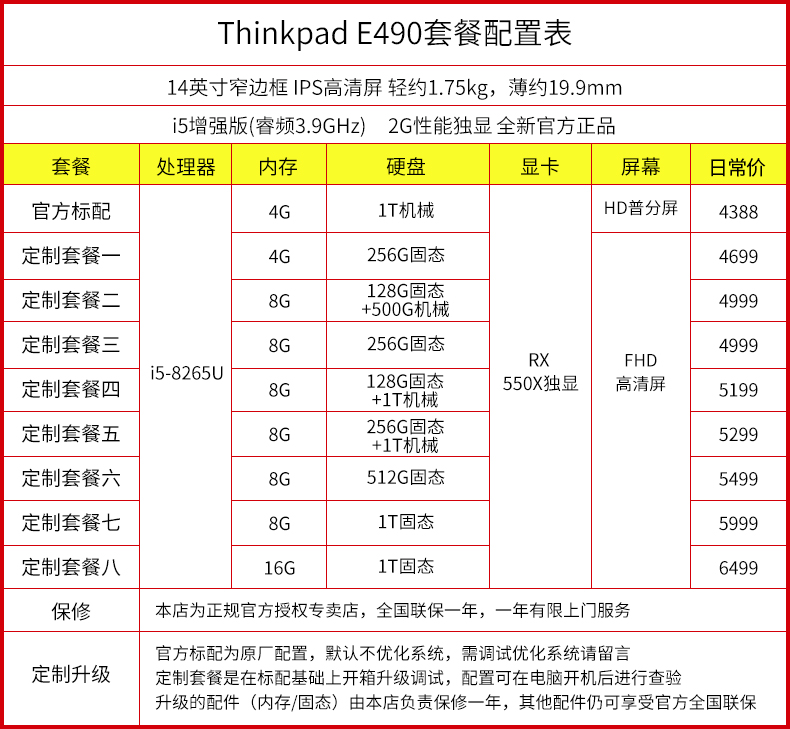 Thinkpad E490套餐配置表
14英寸窄边框 IPS高清屏 轻约1.75kg，薄约19.9mm
i5增强版(睿频3.9GHz) 2G性能独显 全新官方正品
套餐 处理器 内存 硬盘 显卡 屏幕 日常价
官方标配 4G 1T机械 HD普分屏 4388
定制套餐一 4G 256G固态 4699
定制套餐二 8G 128G固态 4999
+500G机械
定制套餐三 8G 256G固态 4999
i5-8265U
RX FHD
550X独显 高清屏
定制套餐四 8G 128G固态 5199
+1T机械
定制套餐五 8G 256G固态 5299
+1T机械
定制套餐六 8G 512G固态 5499
定制套餐七 8G 1T固态 5999
定制套餐八 16G 1T固态 6499
保修 本店为正规官方授权专卖店，全国联保一年，一年有限上门服务
定制升级
官方标配为原厂配置，默认不优化系统，需调试优化系统请留言
定制套餐是在标配基础上开箱升级调试，配置可在电脑开机后进行查验
升级的配件（内存/固态）由本店负责保修一年，其他配件仍可享受官方全国联保